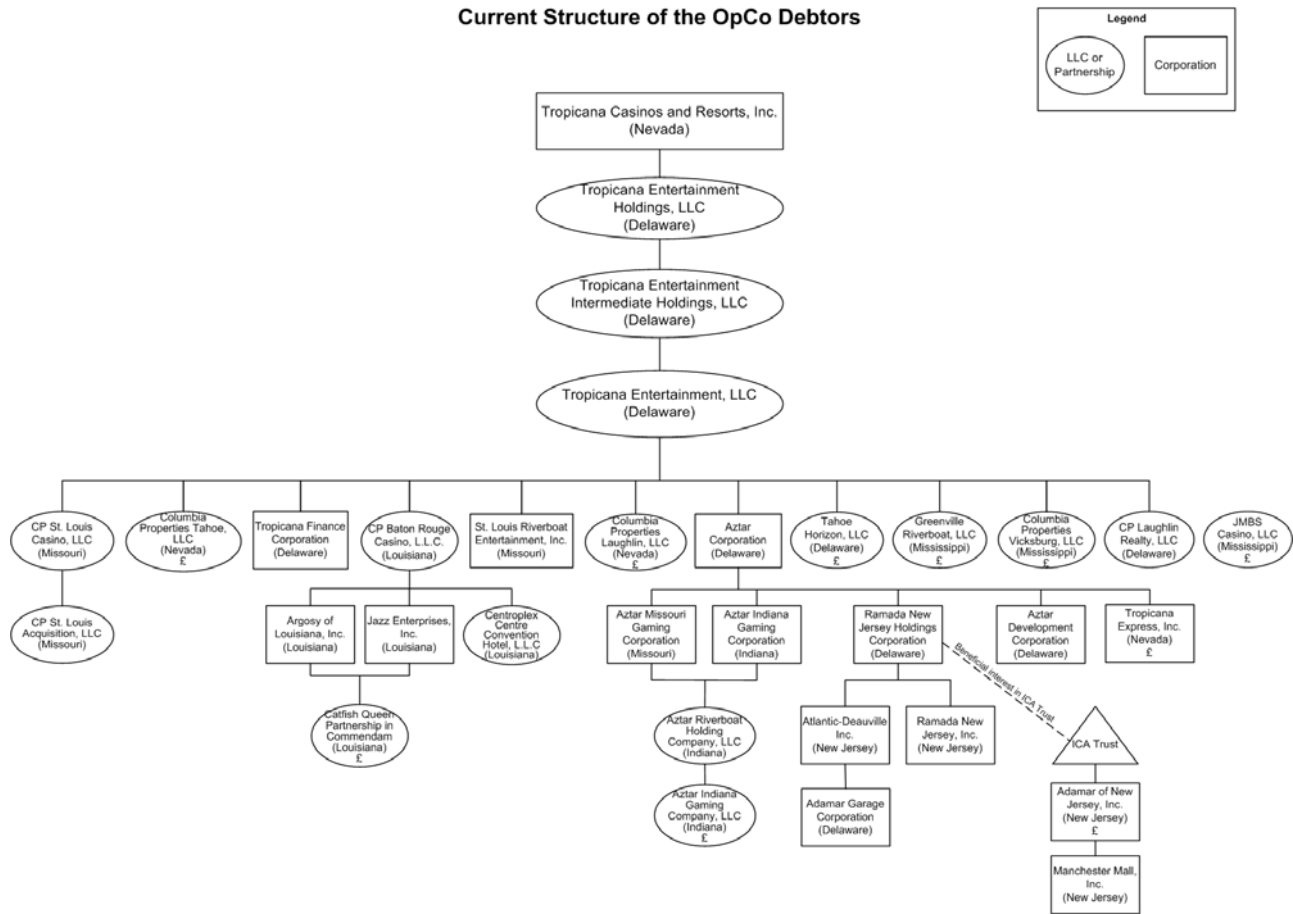 Current Structure of the OpCo Debtors
Legend
LLC or
Partnership
Corporation
Tropicana Casinos and Resorts, Inc.
(Nevada)
Tropicana Entertainment
Holdings, LLC
(Delaware)
Tropicana Entertainment
Intermediate Holdings, LLC
(Delaware)
Tropicana Entertainment, LLC
(Delaware)
CP St. Louis
Casino, LLC
(Missouri)
Columbia
Properties Tahoe,
LLC
(Nevada)
£
Tropicana Finance
Corporation
(Delaware)
CP Baton Rouge
Casino, L.L.C.
(Louisiana)
St. Louis Riverboat
Entertainment, Inc.
(Missouri)
Columbia
Properties
Laughlin, LLC
(Nevada)
£
Aztar
Corporation
(Delaware)
Tahoe
Horizon, LLC
(Delaware)
£
Greenville
Riverboat, LLC
(Mississippi)
£
Columbia
Properties
Vicksburg, LLC
(Mississippi)
£
CP Laughlin
Realty, LLC
(Delaware)
JMBS
Casino, LLC
(Mississippi)
£
CP St. Louis
Acquisition, LLC
(Missouri)
Argosy of
Louisiana, Inc.
(Louisiana)
Jazz Enterprises,
Inc.
(Louisiana)
Centroplex
Centre
Convention
Hotel, L.L.C
(Louisiana)
Aztar Missouri
Gaming
Corporation
(Missouri)
Aztar Indiana
Gaming
Corporation
(Indiana)
Ramada New
Jersey Holdings
Corporation
(Delaware)
Aztar
Development
Corporation
(Delaware)
Tropicana
Express, Inc.
(Nevada)
£
Beneficial interest in ICA Trust
Catfish Queen
Partnership in
Commendam
(Louisiana)
£
Aztar Riverboat
Holding
Company, LLC
(Indiana)
Atlantic-Deauville
Inc.
(New Jersey)
Ramada New
Jersey, Inc.
(New Jersey)
ICA Trust
Aztar Indiana
Gaming
Company, LLC
(Indiana)
£
Adamar Garage
Corporation
(Delaware)
Adamar of New
Jersey, Inc.
(New Jersey)
£
Manchester Mall,
Inc.
(New Jersey)